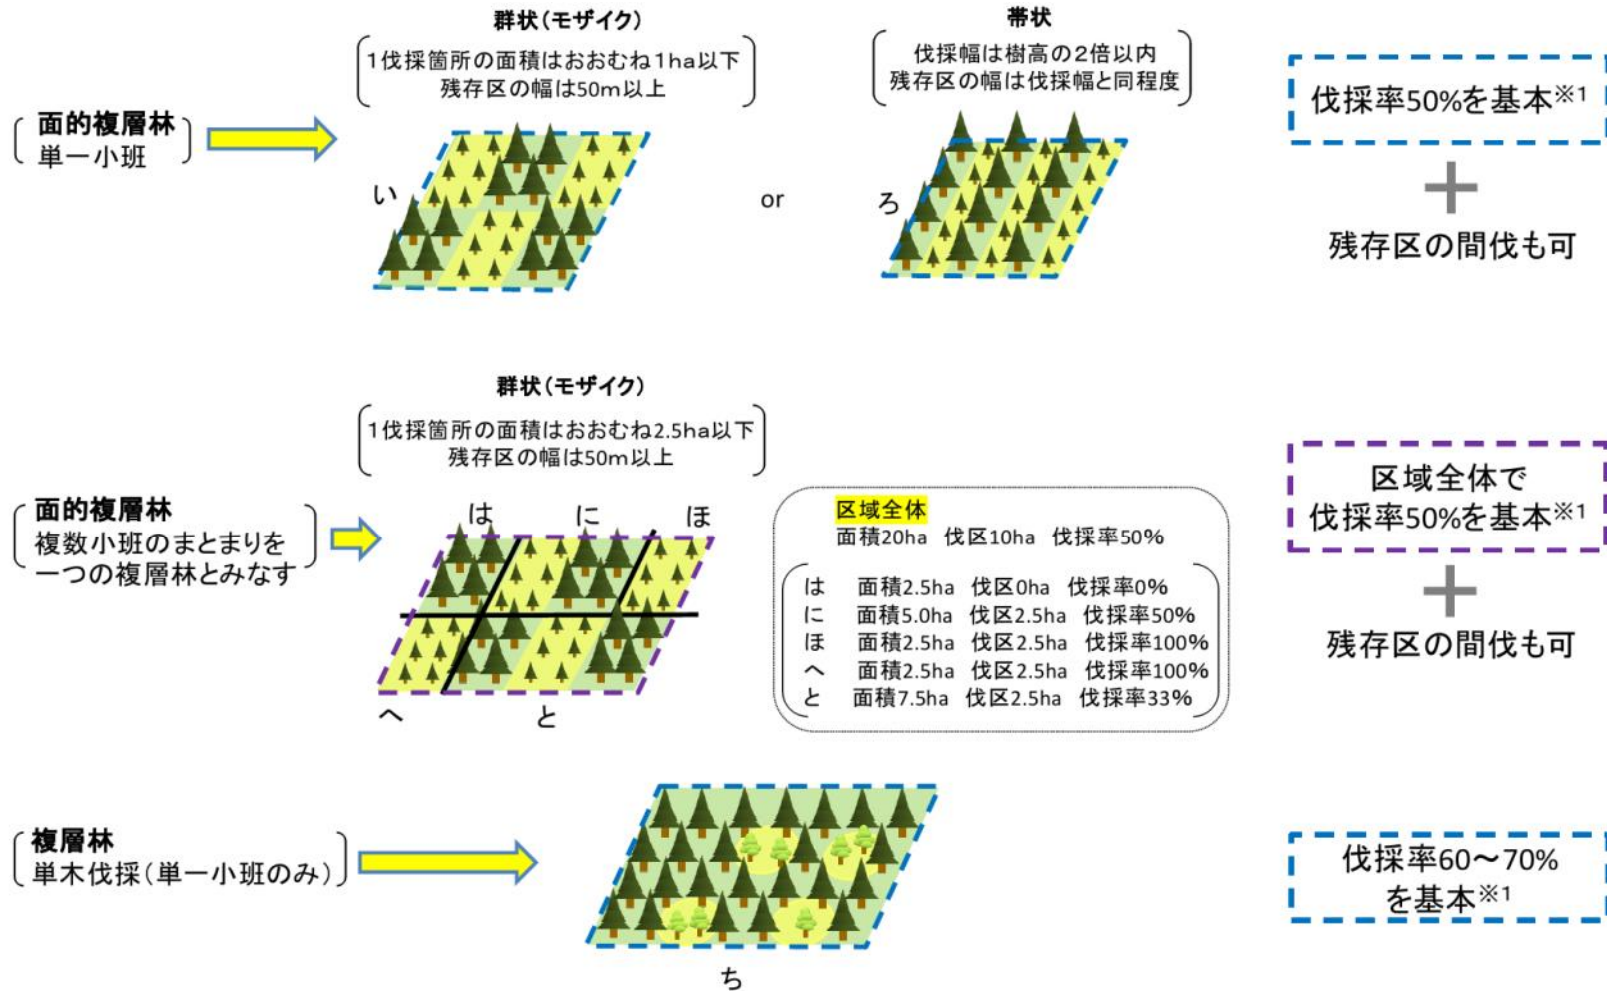 群状（モザイク）
1伐採箇所の面積はおおむね1ha以下
残存区の幅は50m以上
帯状
伐採幅は樹高の2倍以内
残存区の幅は伐採幅と同程度
面的複層林
単一小班
い
or
ろ
伐採率50%を基本※1
＋
残存区の間伐も可
群状（モザイク）
1伐採箇所の面積はおおむね2.5ha以下
残存区の幅は50m以上
面的複層林
複数小班のまとまりを
一つの複層林とみなす
は に ほ
へ と
区域全体
面積20ha 伐区10ha 伐採率50%
は 面積2.5ha 伐区0ha 伐採率0%
に 面積5.0ha 伐区2.5ha 伐採率50%
ほ 面積2.5ha 伐区2.5ha 伐採率100%
へ 面積2.5ha 伐区2.5ha 伐採率100%
と 面積7.5ha 伐区2.5ha 伐採率33%
区域全体で
伐採率50%を基本※1
＋
残存区の間伐も可
複層林
単木伐採（単一小班のみ）
ち
伐採率60～70%
を基本※1